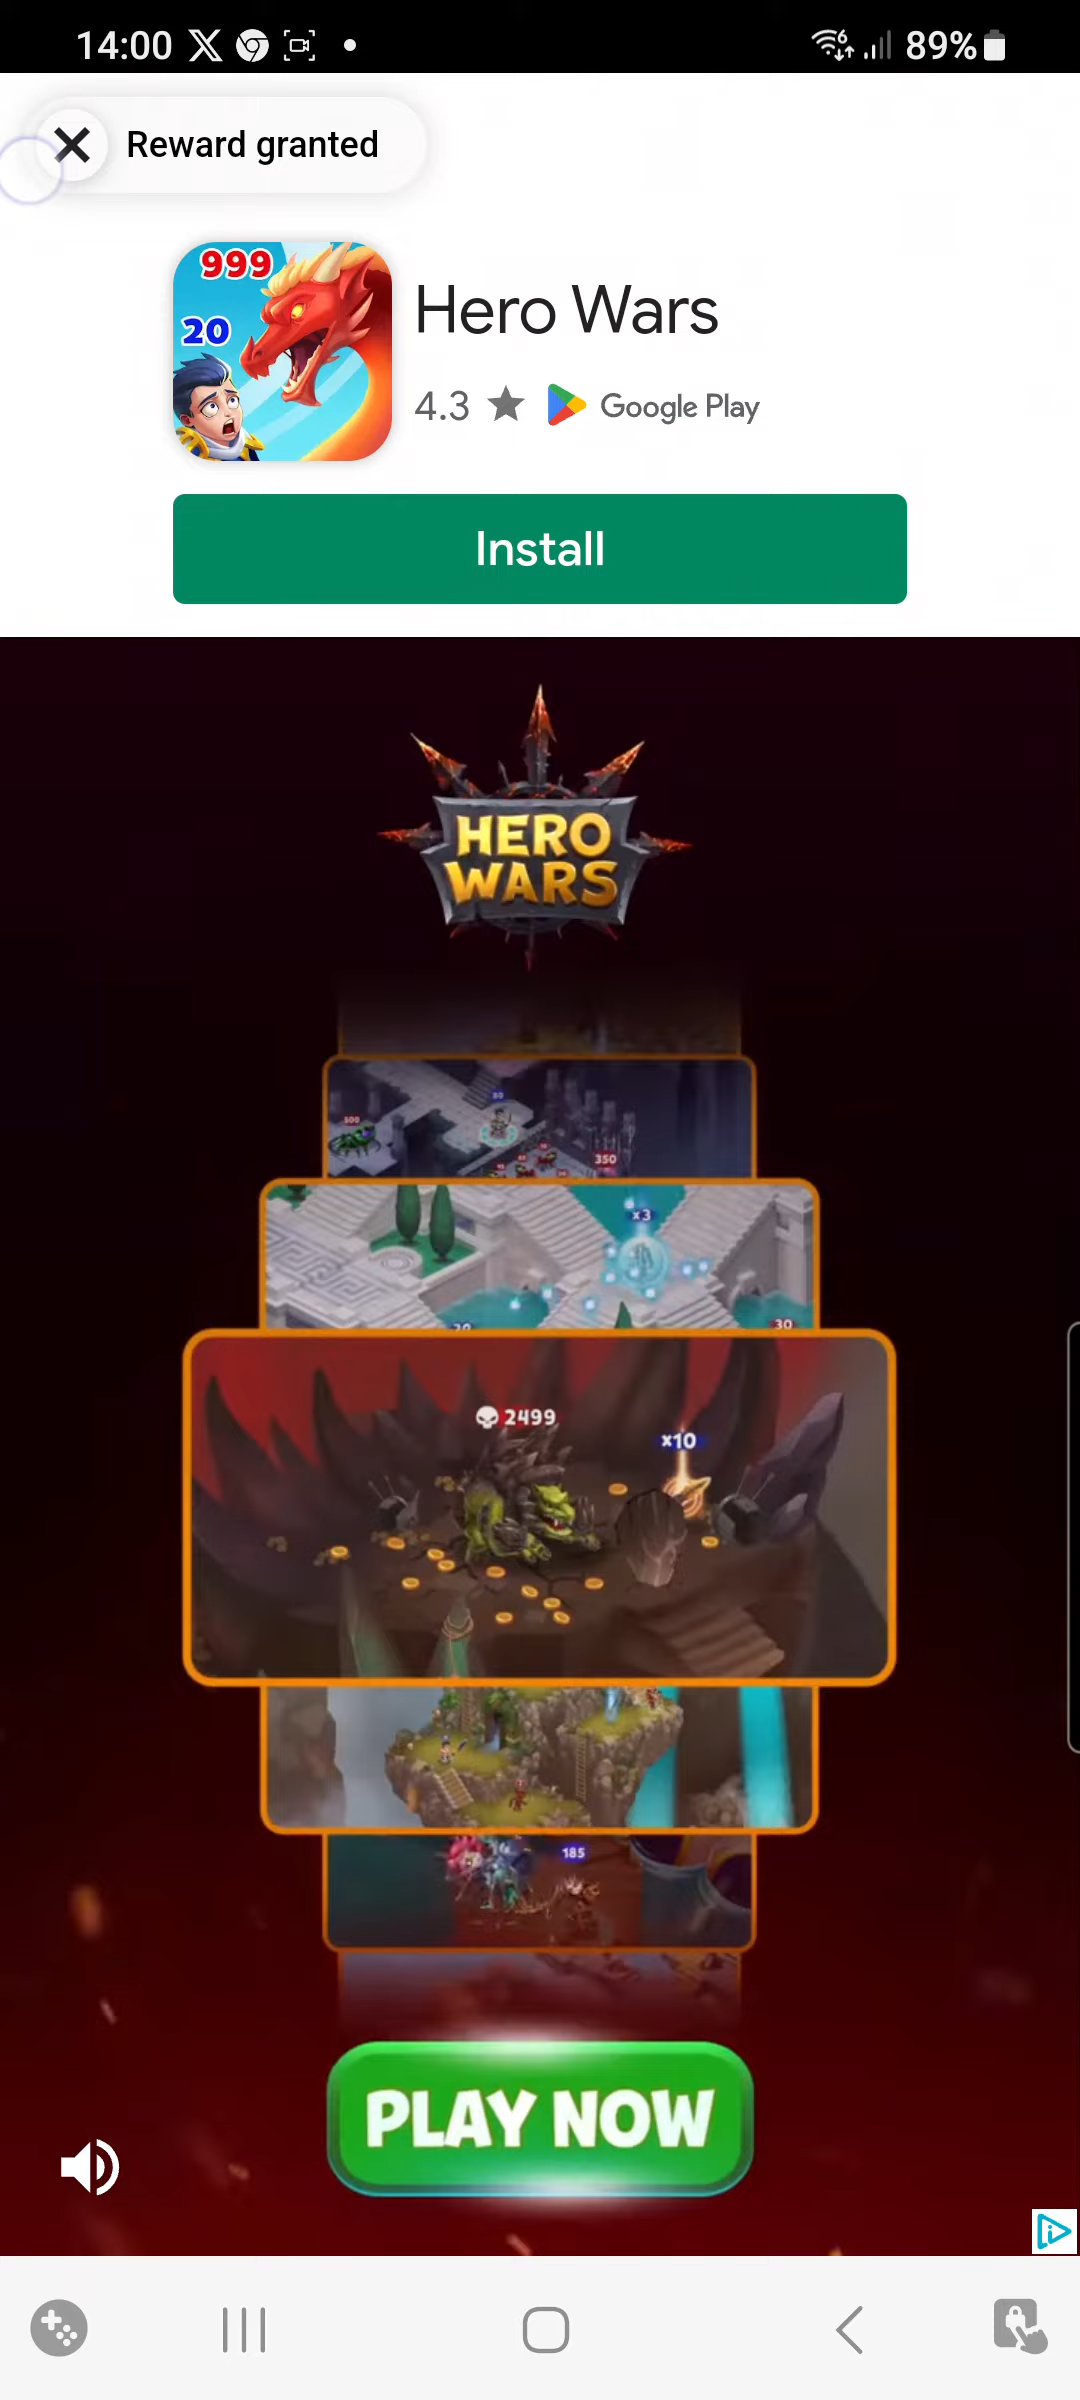 14:00
89%
Reward granted
999
20
Hero Wars
4.3 ★ Google Play
Install
HERO
WARS
500
350
x3
30
2499
x10
185
PLAY NOW